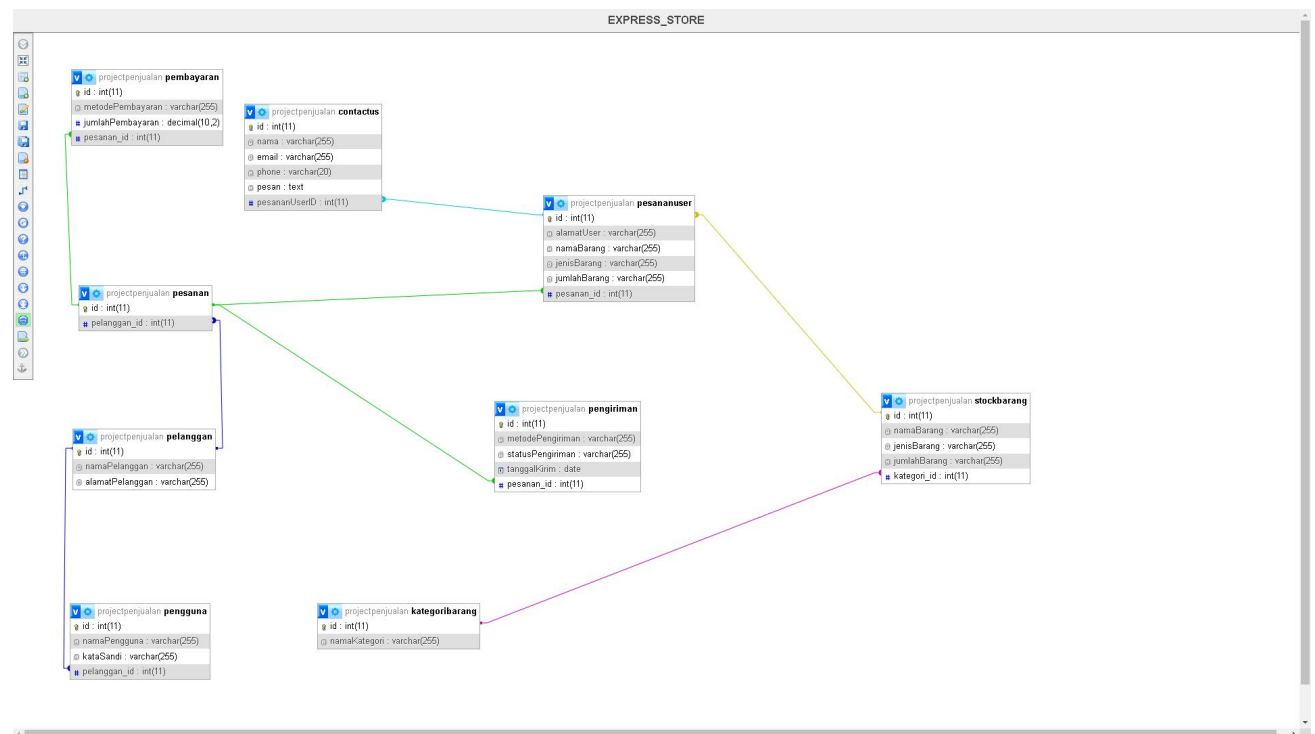 EXPRESS_STORE
projectpenjualan pembayaran
id : int(11)
metodePembayaran : varchar(255)
jumlahPembayaran : decimal(10,2)
pesanan_id : int(11)
projectpenjualan contactus
id : int(11)
nama : varchar(255)
email : varchar(255)
phone : varchar(20)
pesan : text
pesananUserID : int(11)
projectpenjualan pesananuser
id : int(11)
alamatUser : varchar(255)
namaBarang : varchar(255)
jenisBarang : varchar(255)
jumlahBarang : varchar(255)
pesanan_id : int(11)
projectpenjualan pesanan
id : int(11)
pelanggan_id : int(11)
projectpenjualan pelanggan
id : int(11)
namaPelanggan : varchar(255)
alamatPelanggan : varchar(255)
projectpenjualan pengiriman
id : int(11)
metodePengiriman : varchar(255)
statusPengiriman : varchar(255)
tanggalKirim : date
pesanan_id : int(11)
projectpenjualan stockbarang
id : int(11)
namaBarang : varchar(255)
jenisBarang : varchar(255)
jumlahBarang : varchar(255)
kategori_id : int(11)
projectpenjualan pengguna
id : int(11)
namaPengguna : varchar(255)
kataSandi : varchar(255)
pelanggan_id : int(11)
projectpenjualan kategoribarang
id : int(11)
namaKategori : varchar(255)